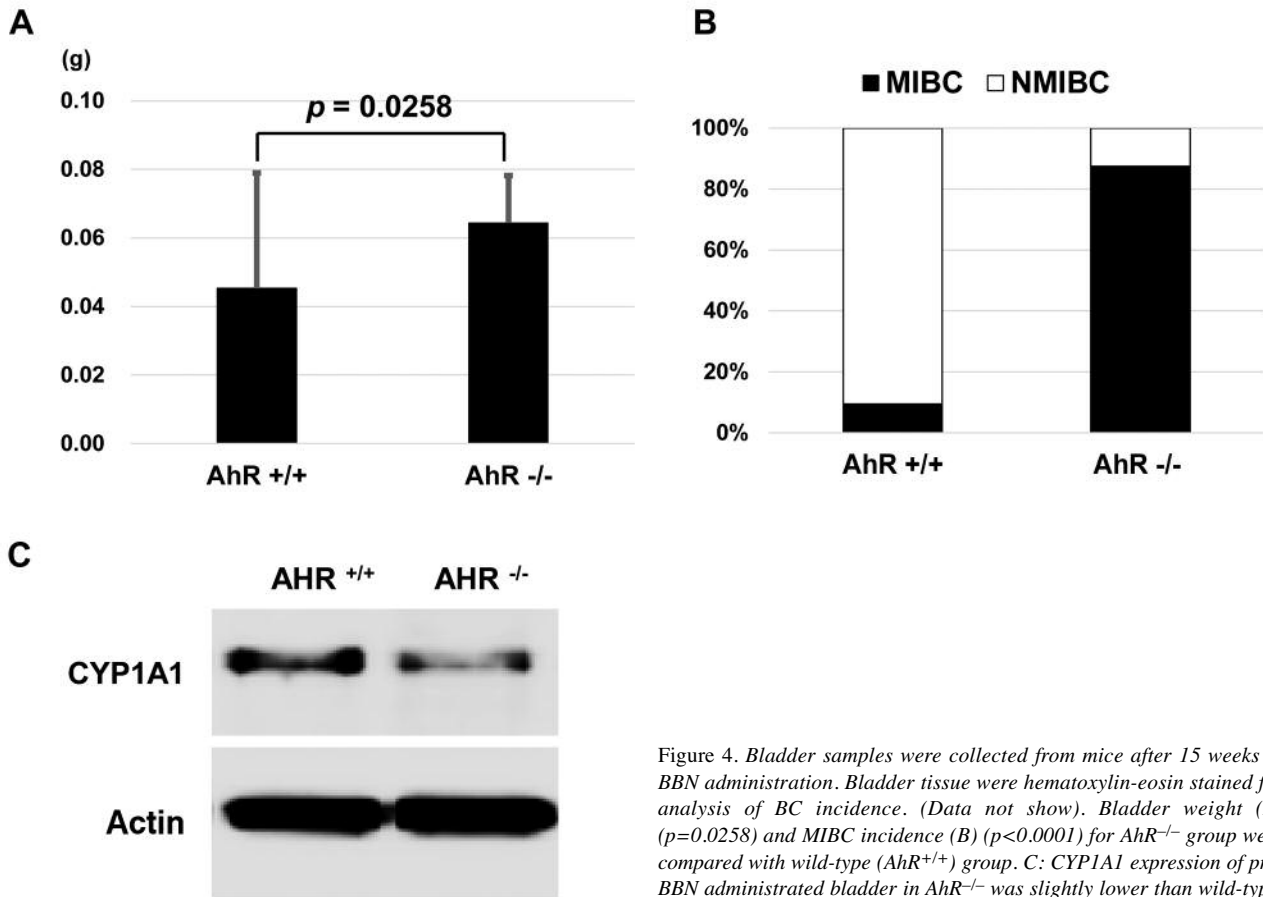 A
(g)
0.10
0.08
0.06
0.04
0.02
0.00
p = 0.0258
AhR +/+
AhR -/-
B
MIBC NMIBC
100%
80%
60%
40%
20%
0%
AhR +/+
AhR -/-
C
AHR +/+ AHR -/-
CYP1A1
Actin
Figure 4. Bladder samples were collected from mice after 15 weeks
BBN administration. Bladder tissue were hematoxylin-eosin stained
analysis of BC incidence. (Data not show). Bladder weight
(p=0.0258) and MIBC incidence (B) (p<0.0001) for AhR–/– group
compared with wild-type (AhR+/+) group. C: CYP1A1 expression of
BBN administrated bladder in AhR–/– was slightly lower than